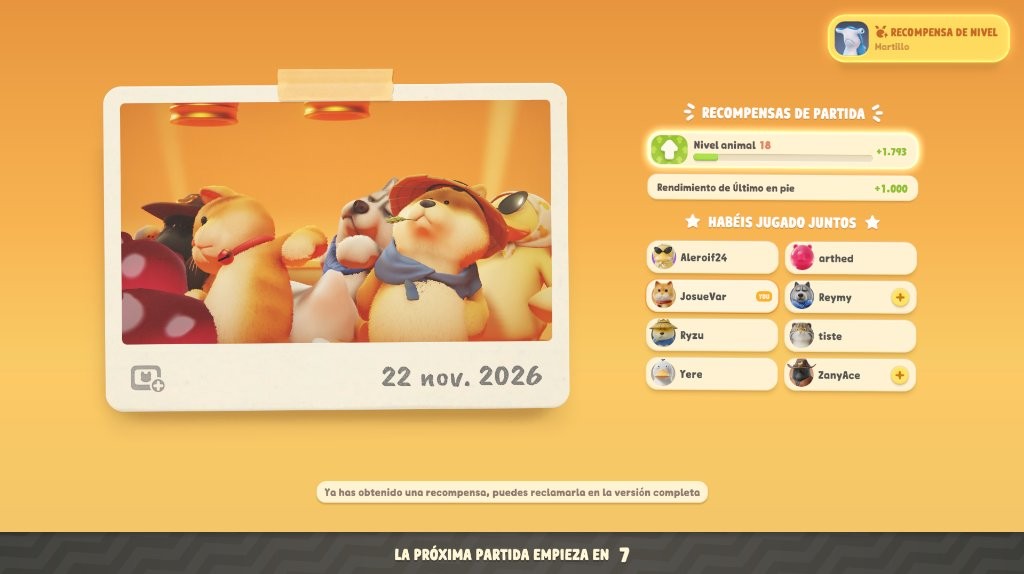 RECOMPENSA DE NIVEL
Martillo
RECOMPENSAS DE PARTIDA
Nivel animal 18
+1.793
Rendimiento de Último en pie
+1.000
HABÉIS JUGADO JUNTOS
Aleroif24
arthed
JosueVar
YOU
Reymy
+
Ryzu
tiste
Yere
ZanyAce
+
22 nov. 2026
Ya has obtenido una recompensa, puedes reclamarla en la versión completa
LA PRÓXIMA PARTIDA EMPIEZA EN 7